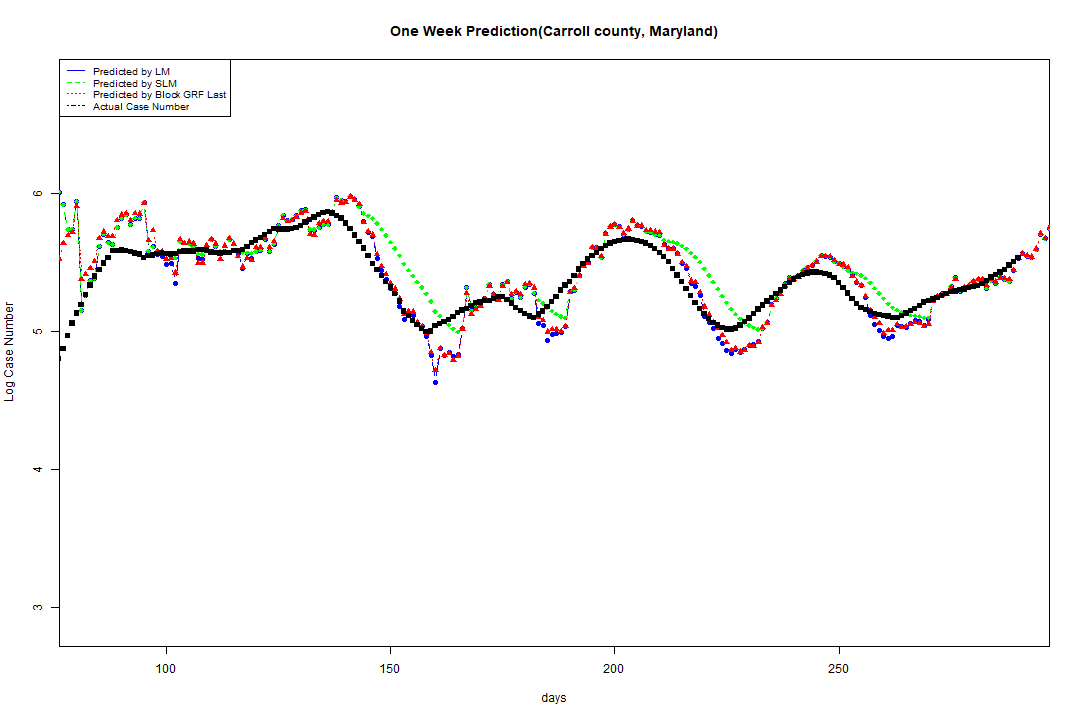 One Week Prediction(Carroll county, Maryland)
Predicted by LM
Predicted by SLM
Predicted by Block GRF Last
Actual Case Number
6
5
4
3
Log Case Number
100 150 200 250
days